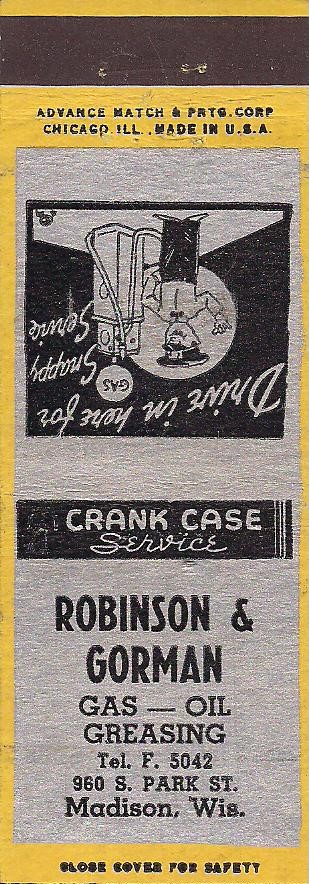 ADVANCE MATCH & PRTG. CORP
CHICAGO. ILL., MADE IN U.S.A.
Drive in here for
Snappy
Service
GAS
CRANK CASE
Service
ROBINSON &
GORMAN
GAS — OIL
GREASING
Tel. F. 5042
960 S. PARK ST.
Madison, Wis.
CLOSE COVER FOR SAFETY